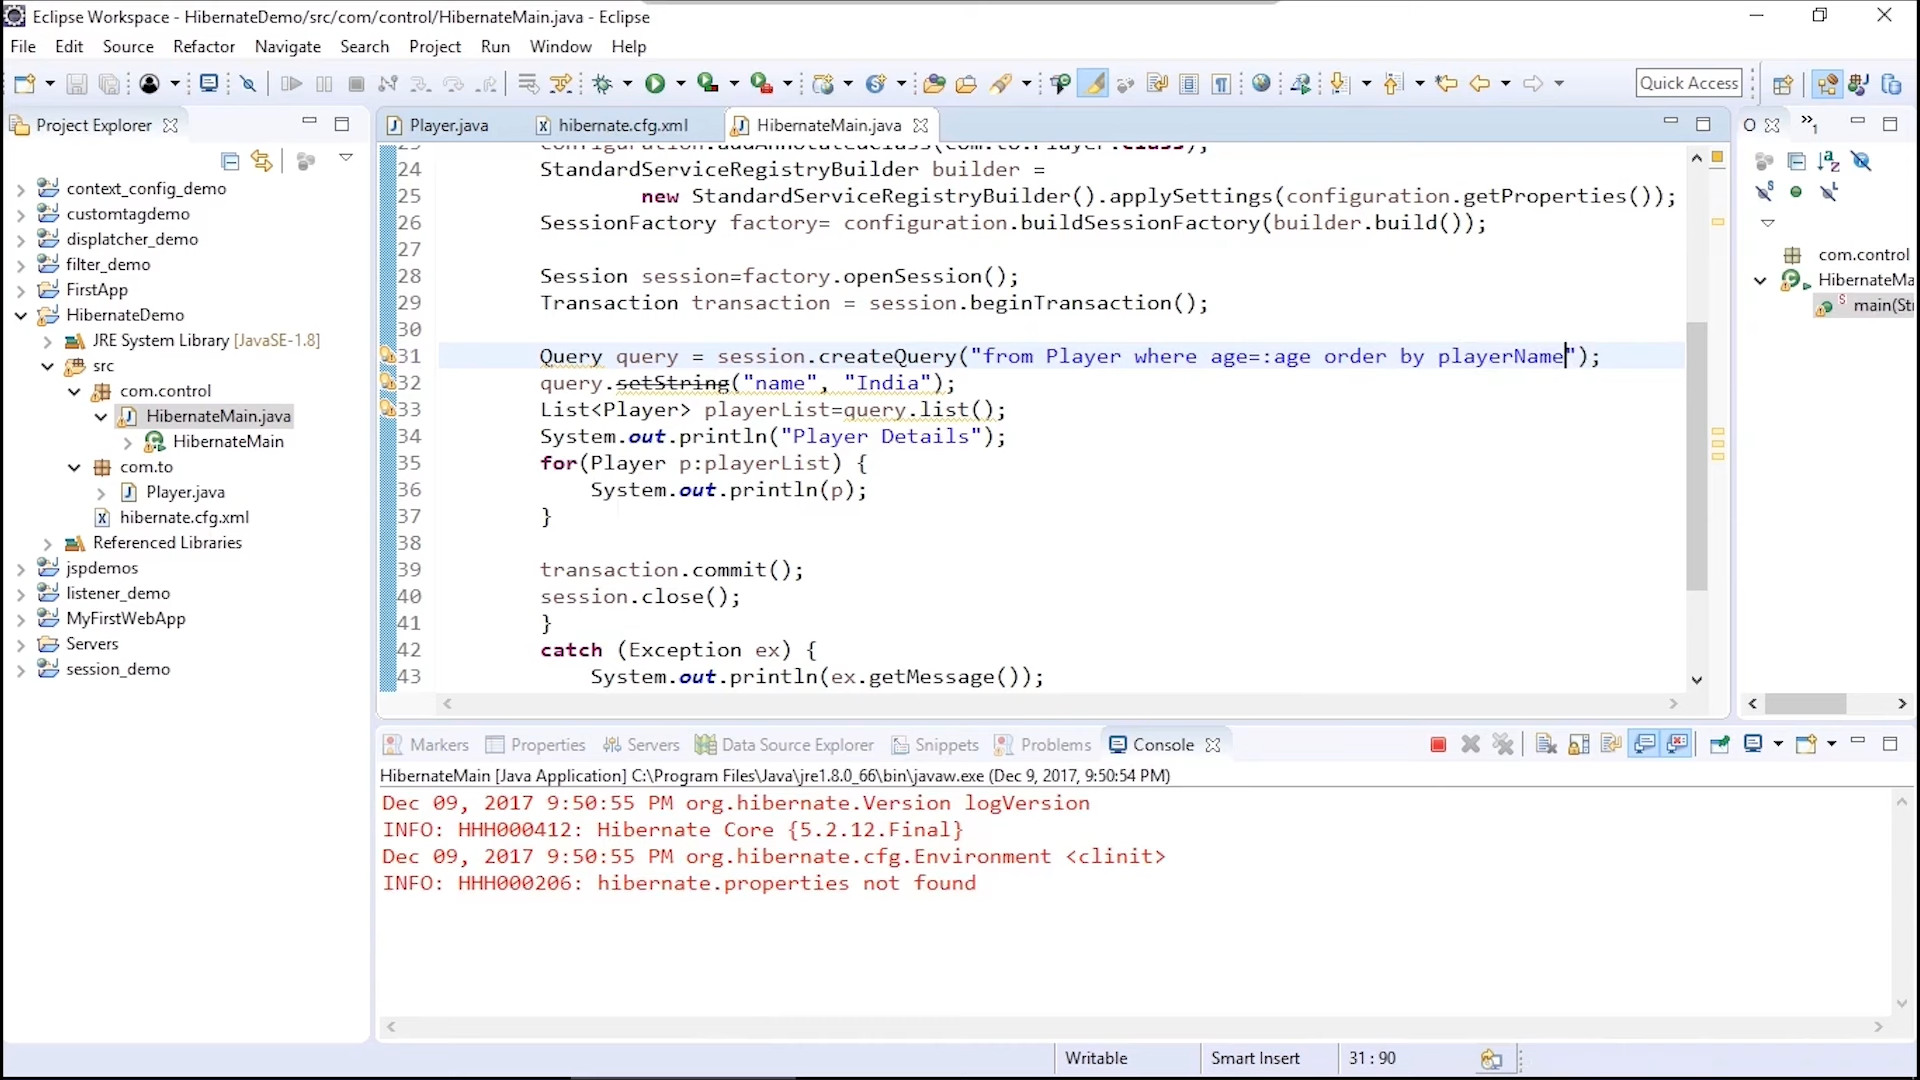 Eclipse Workspace - HibernateDemo/src/com/control/HibernateMain.java - Eclipse
File Edit Source Refactor Navigate Search Project Run Window Help
Quick Access
Project Explorer
context_config_demo
customtagdemo
displatcher_demo
filter_demo
FirstApp
HibernateDemo
JRE System Library [JavaSE-1.8]
src
com.control
HibernateMain.java
HibernateMain
com.to
Player.java
hibernate.cfg.xml
Referenced Libraries
jspdemos
listener_demo
MyFirstWebApp
Servers
session_demo
Player.java hibernate.cfg.xml HibernateMain.java
23 configuration.addAnnotatedClass(com.to.Player.class);
24 StandardServiceRegistryBuilder builder =
25 new StandardServiceRegistryBuilder().applySettings(configuration.getProperties());
26 SessionFactory factory= configuration.buildSessionFactory(builder.build());
27
28 Session session=factory.openSession();
29 Transaction transaction = session.beginTransaction();
30
31 Query query = session.createQuery("from Player where age=:age order by playerName");
32 query.setString("name", "India");
33 List<Player> playerList=query.list();
34 System.out.println("Player Details");
35 for(Player p:playerList) {
36 System.out.println(p);
37 }
38
39 transaction.commit();
40 session.close();
41 }
42 catch (Exception ex) {
43 System.out.println(ex.getMessage());
O
1
com.control
HibernateMa
main(Str
Markers Properties Servers Data Source Explorer Snippets Problems Console
HibernateMain [Java Application] C:\Program Files\Java\jre1.8.0_66\bin\javaw.exe (Dec 9, 2017, 9:50:54 PM)
Dec 09, 2017 9:50:55 PM org.hibernate.Version logVersion
INFO: HHH000412: Hibernate Core {5.2.12.Final}
Dec 09, 2017 9:50:55 PM org.hibernate.cfg.Environment <clinit>
INFO: HHH000206: hibernate.properties not found
Writable Smart Insert 31 : 90